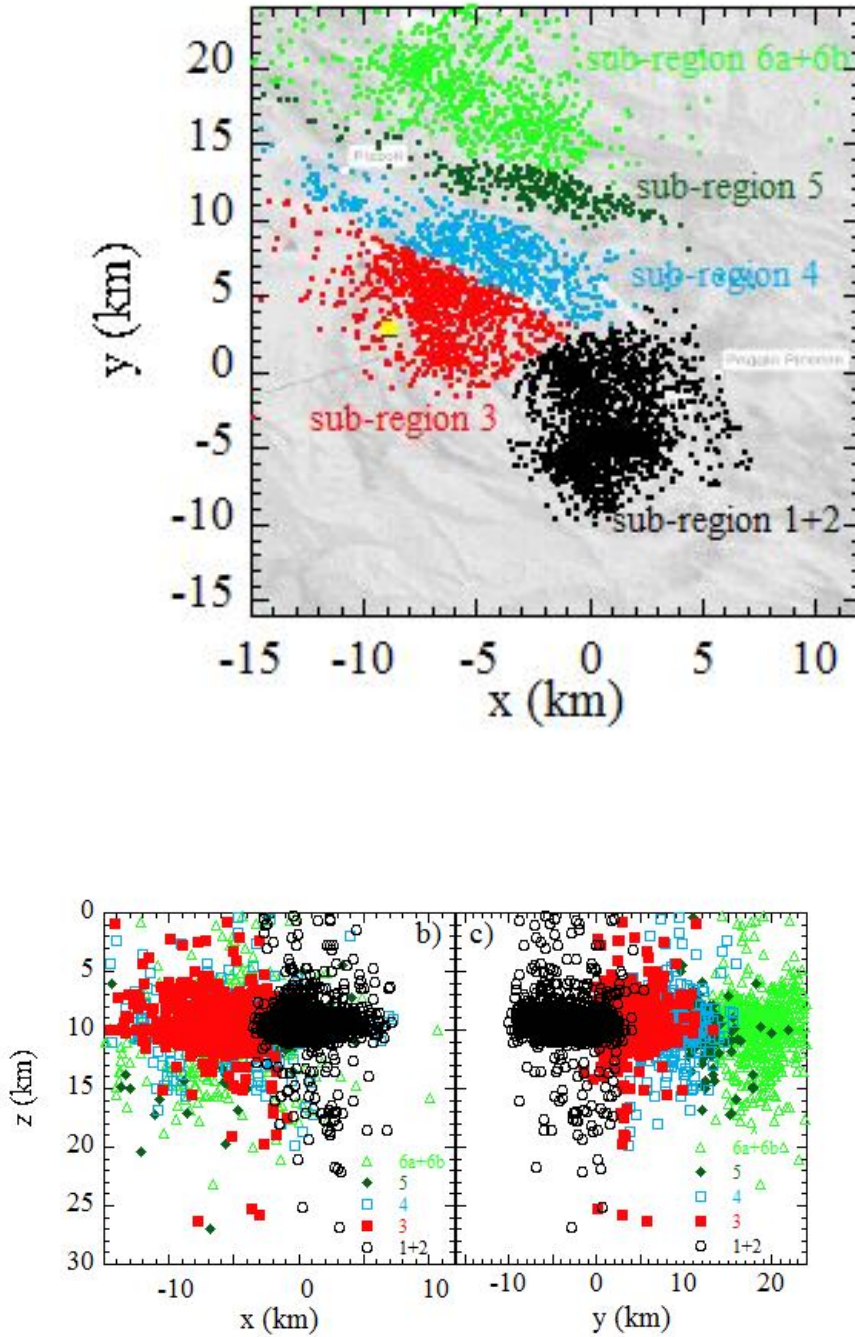 20
15
10
5
0
-5
-10
-15
y (km)
sub-region 6a+6b
Pizzoli
sub-region 5
sub-region 4
sub-region 3
sub-region 1+2
-15 -10 -5 0 5 10
x (km)
0
5
10
15
20
25
30
z (km)
b)
6a+6b
5
4
3
1+2
-10 0 10
x (km)
c)
6a+6b
5
4
3
1+2
-10 0 10 20
y (km)